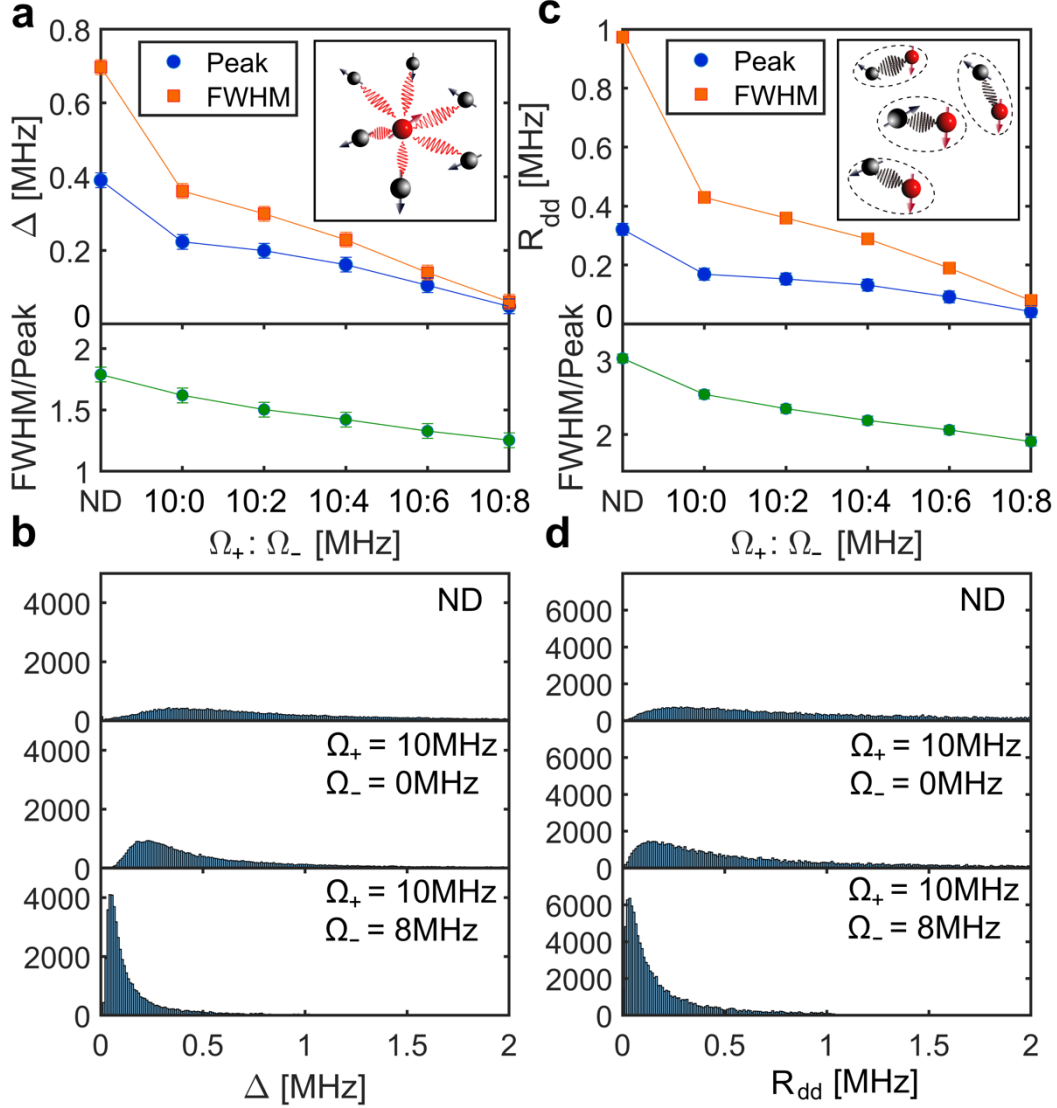 a
0.8
0.6
0.4
0.2
0
Δ [MHz]
Peak
FWHM
2
1.5
1
FWHM/Peak
ND 10:0 10:2 10:4 10:6 10:8
Ω₊ : Ω₋ [MHz]
c
1
0.8
0.6
0.4
0.2
0
R_dd [MHz]
Peak
FWHM
3
2
FWHM/Peak
ND 10:0 10:2 10:4 10:6 10:8
Ω₊ : Ω₋ [MHz]
b
4000
2000
0
ND
4000
2000
0
Ω₊ = 10MHz
Ω₋ = 0MHz
4000
2000
0
Ω₊ = 10MHz
Ω₋ = 8MHz
0 0.5 1 1.5 2
Δ [MHz]
d
6000
4000
2000
0
ND
6000
4000
2000
0
Ω₊ = 10MHz
Ω₋ = 0MHz
6000
4000
2000
0
Ω₊ = 10MHz
Ω₋ = 8MHz
0 0.5 1 1.5 2
R_dd [MHz]